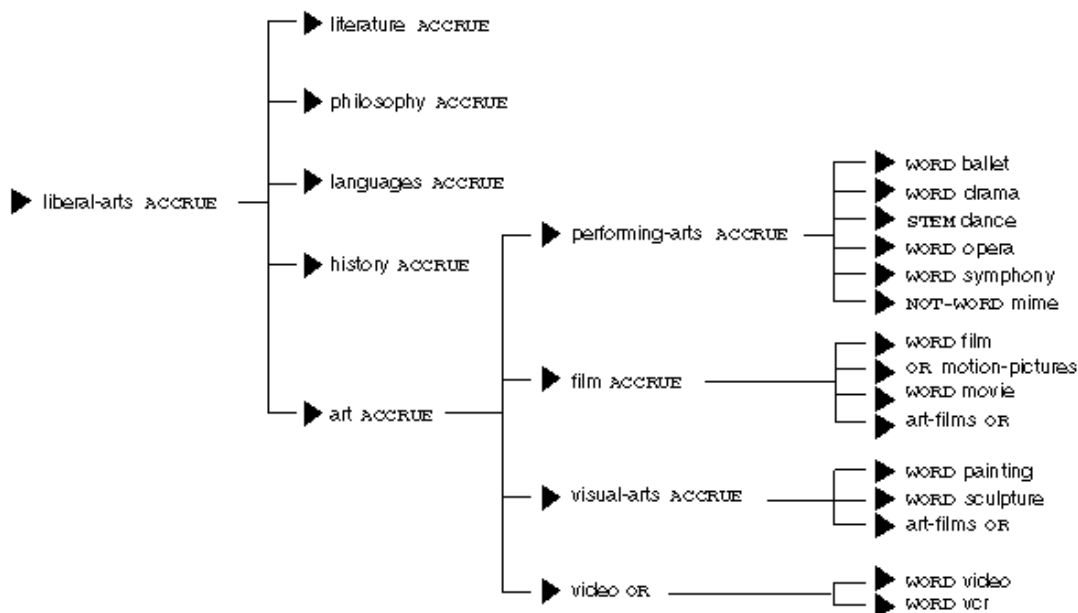 literature ACCRUE
philosophy ACCRUE
languages ACCRUE
liberal-arts ACCRUE
history ACCRUE
art ACCRUE
performing-arts ACCRUE
WORD ballet
WORD drama
STEM dance
WORD opera
WORD symphony
NOT-WORD mime
film ACCRUE
WORD film
OR motion-pictures
WORD movie
art-films OR
visual-arts ACCRUE
WORD painting
WORD sculpture
art-films OR
video OR
WORD video
WORD vcr